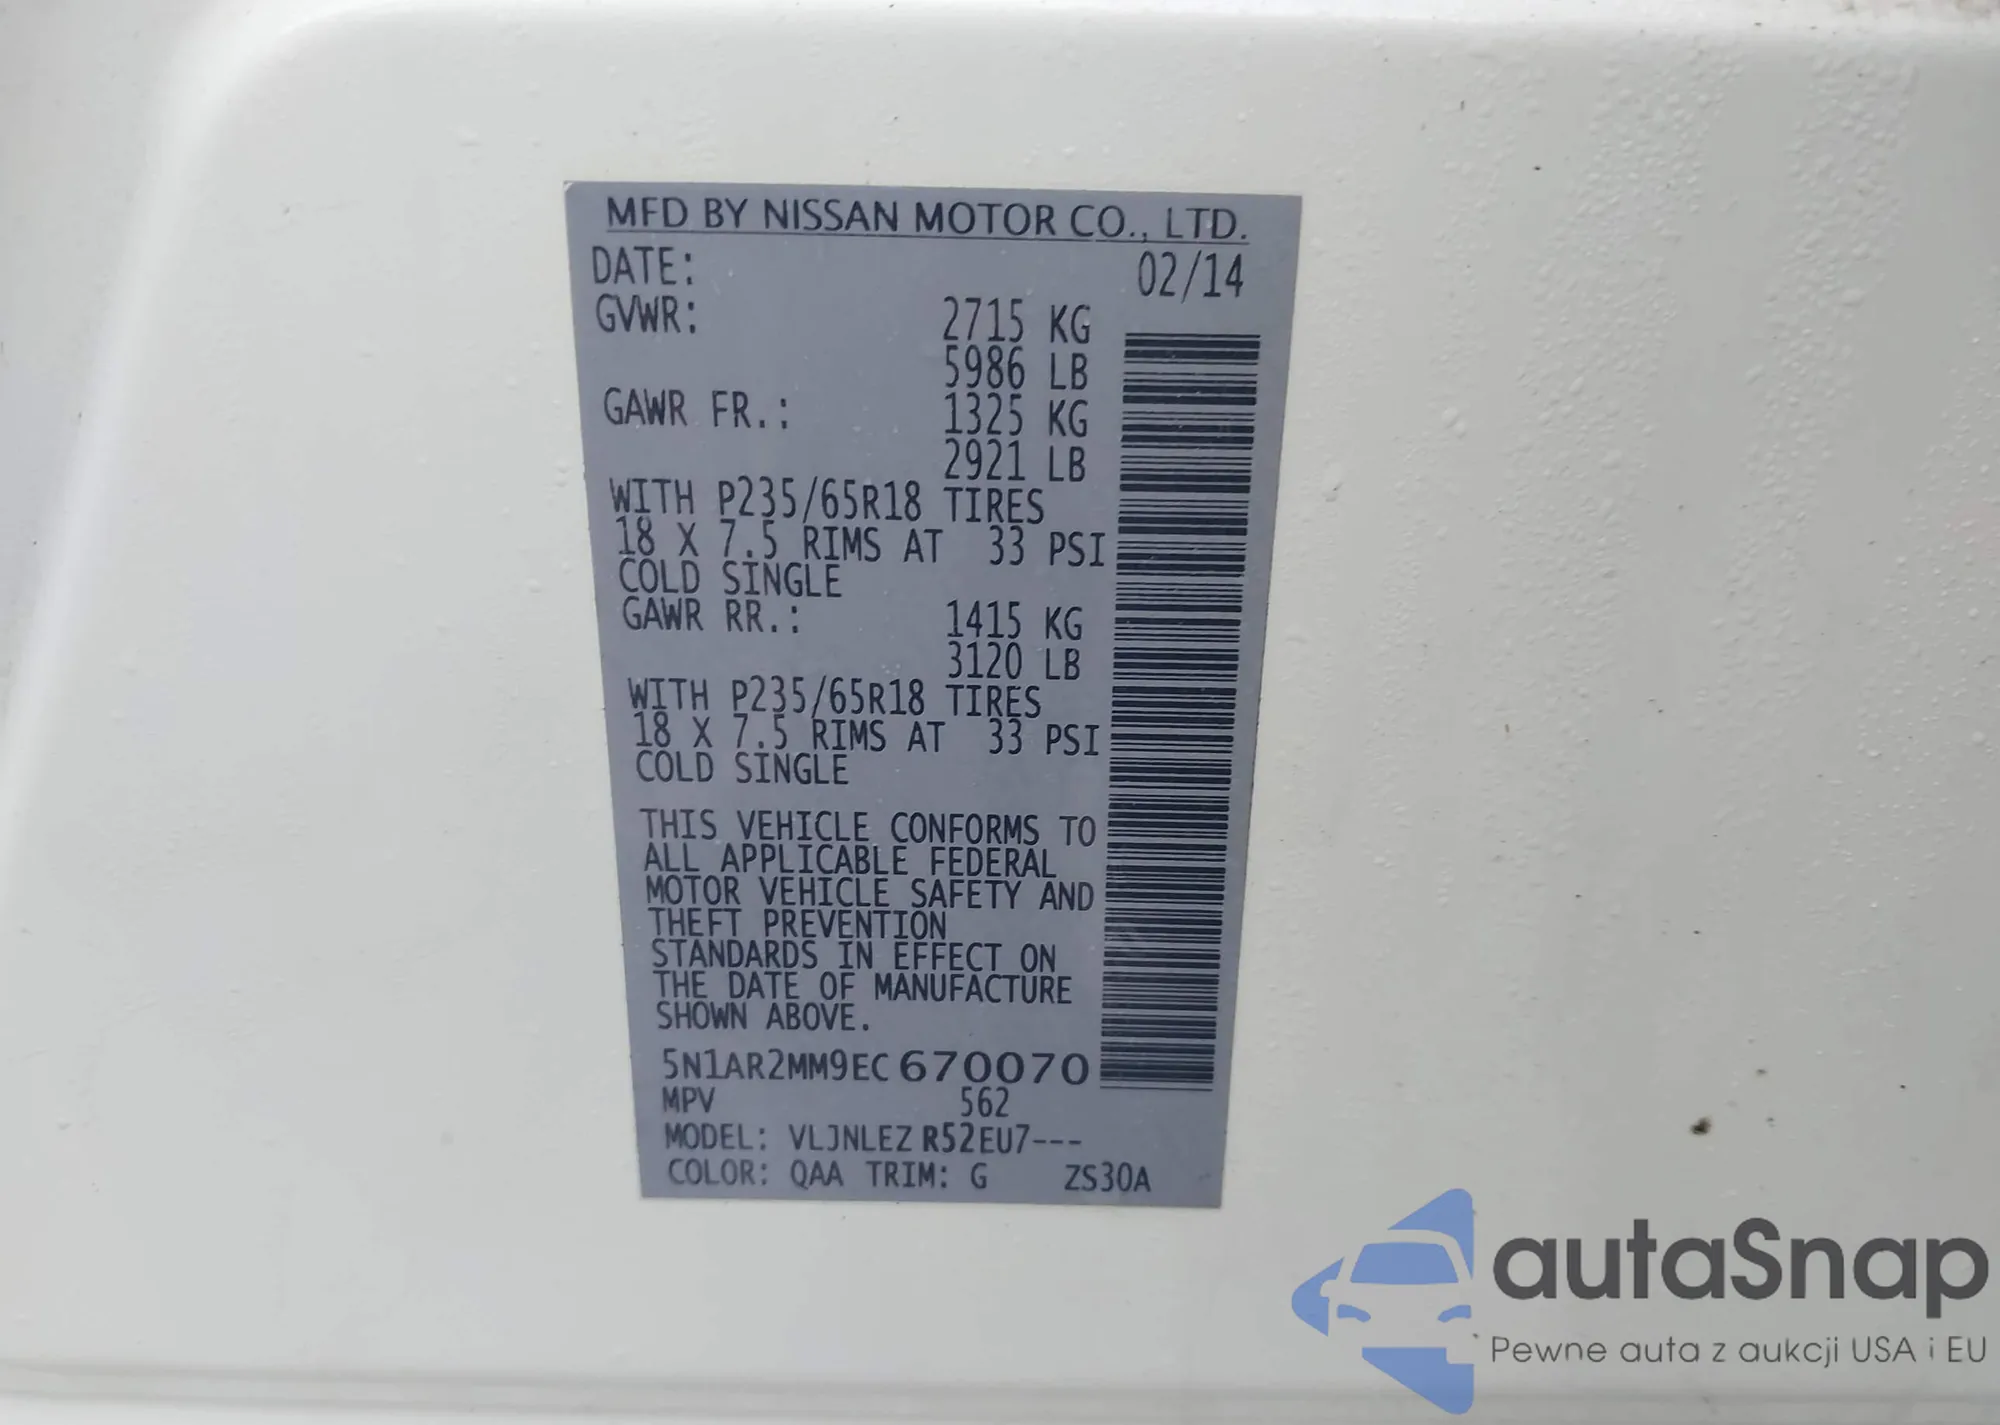 MFD BY NISSAN MOTOR CO., LTD.
DATE: 02/14
GVWR: 2715 KG
5986 LB
GAWR FR.: 1325 KG
2921 LB
WITH P235/65R18 TIRES
18 X 7.5 RIMS AT 33 PSI
COLD SINGLE
GAWR RR.: 1415 KG
3120 LB
WITH P235/65R18 TIRES
18 X 7.5 RIMS AT 33 PSI
COLD SINGLE
THIS VEHICLE CONFORMS TO
ALL APPLICABLE FEDERAL
MOTOR VEHICLE SAFETY AND
THEFT PREVENTION
STANDARDS IN EFFECT ON
THE DATE OF MANUFACTURE
SHOWN ABOVE.
5N1AR2MM9EC670070
MPV 562
MODEL: VLJNLEZ R52EU7---
COLOR: QAA TRIM: G ZS30A
autaSnap
Pewne auta z aukcji USA i EU